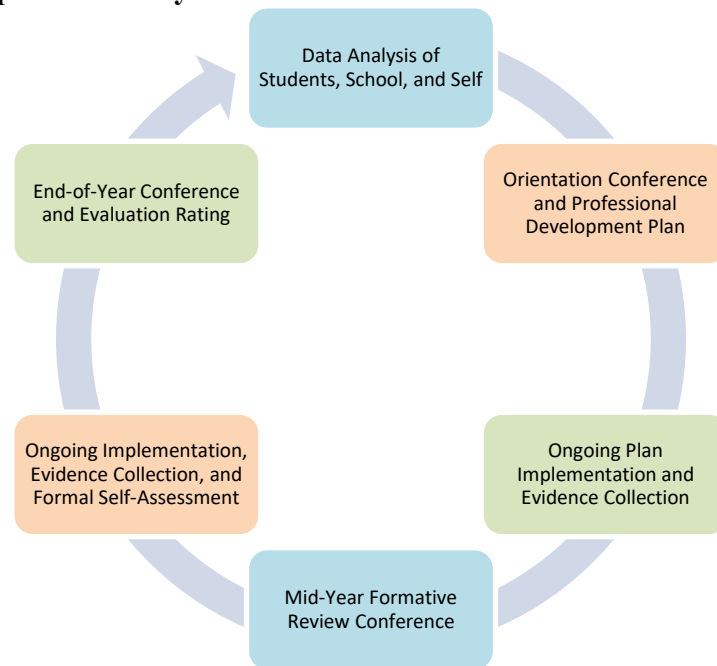 Data Analysis of
Students, School, and Self
Orientation Conference
and Professional
Development Plan
Ongoing Plan
Implementation and
Evidence Collection
Mid-Year Formative
Review Conference
Ongoing Implementation,
Evidence Collection, and
Formal Self-Assessment
End-of-Year Conference
and Evaluation Rating